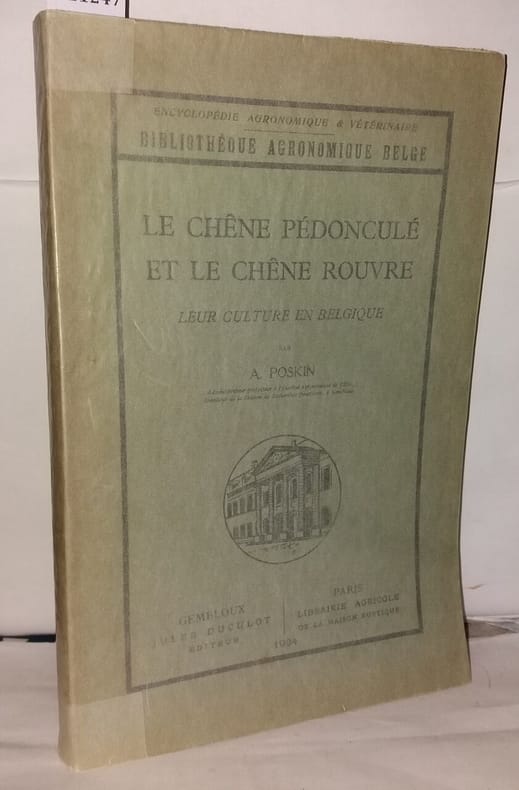 ENCYCLOPÉDIE AGRONOMIQUE & VÉTÉRINAIRE
BIBLIOTHÈQUE AGRONOMIQUE BELGE
LE CHÊNE PÉDONCULÉ
ET LE CHÊNE ROUVRE
LEUR CULTURE EN BELGIQUE
PAR
A. POSKIN
GEMBLOUX
JULES DUCULOT
ÉDITEUR
PARIS
LIBRAIRIE AGRICOLE
DE LA MAISON RUSTIQUE
1934